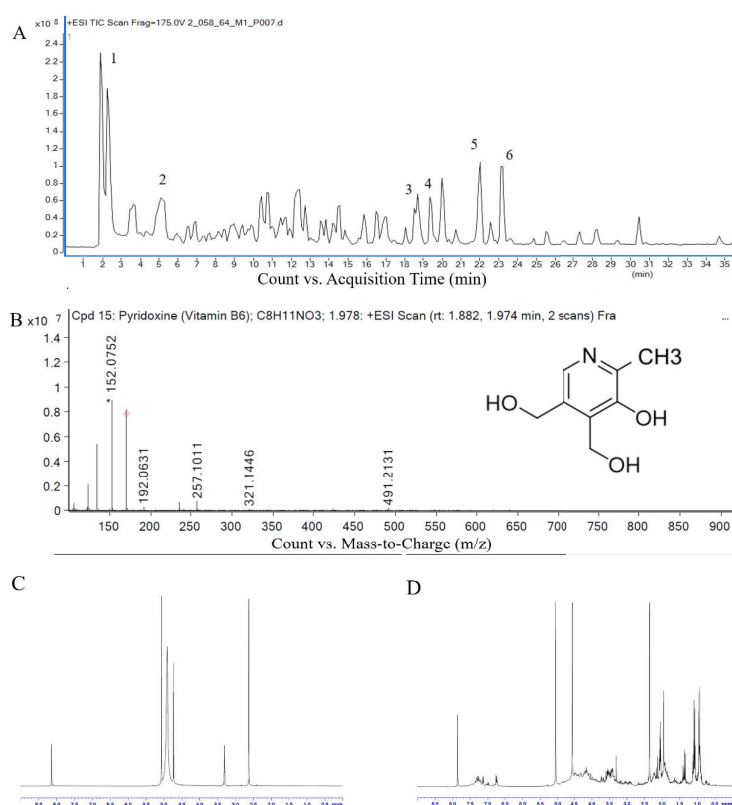 A
x10 8
+ESI TIC Scan Frag=175.0V 2_058_64_M1_P007.d
1
2.4
2.2
2
1.8
1.6
1.4
1.2
1
0.8
0.6
0.4
0.2
0
1
2
3
4
5
6
1 2 3 4 5 6 7 8 9 10 11 12 13 14 15 16 17 18 19 20 21 22 23 24 25 26 27 28 29 30 31 32 33 34 35
Count vs. Acquisition Time (min)
(min)
B
x10 7
Cpd 15: Pyridoxine (Vitamin B6); C8H11NO3; 1.978: +ESI Scan (rt: 1.882, 1.974 min, 2 scans) Fra
...
1.4
1.2
1
0.8
0.6
0.4
0.2
0
* 152.0752
192.0631
257.1011
321.1446
491.2131
N
CH3
HO
OH
OH
150 200 250 300 350 400 450 500 550 600 650 700 750 800 850 900
Count vs. Mass-to-Charge (m/z)
C
D